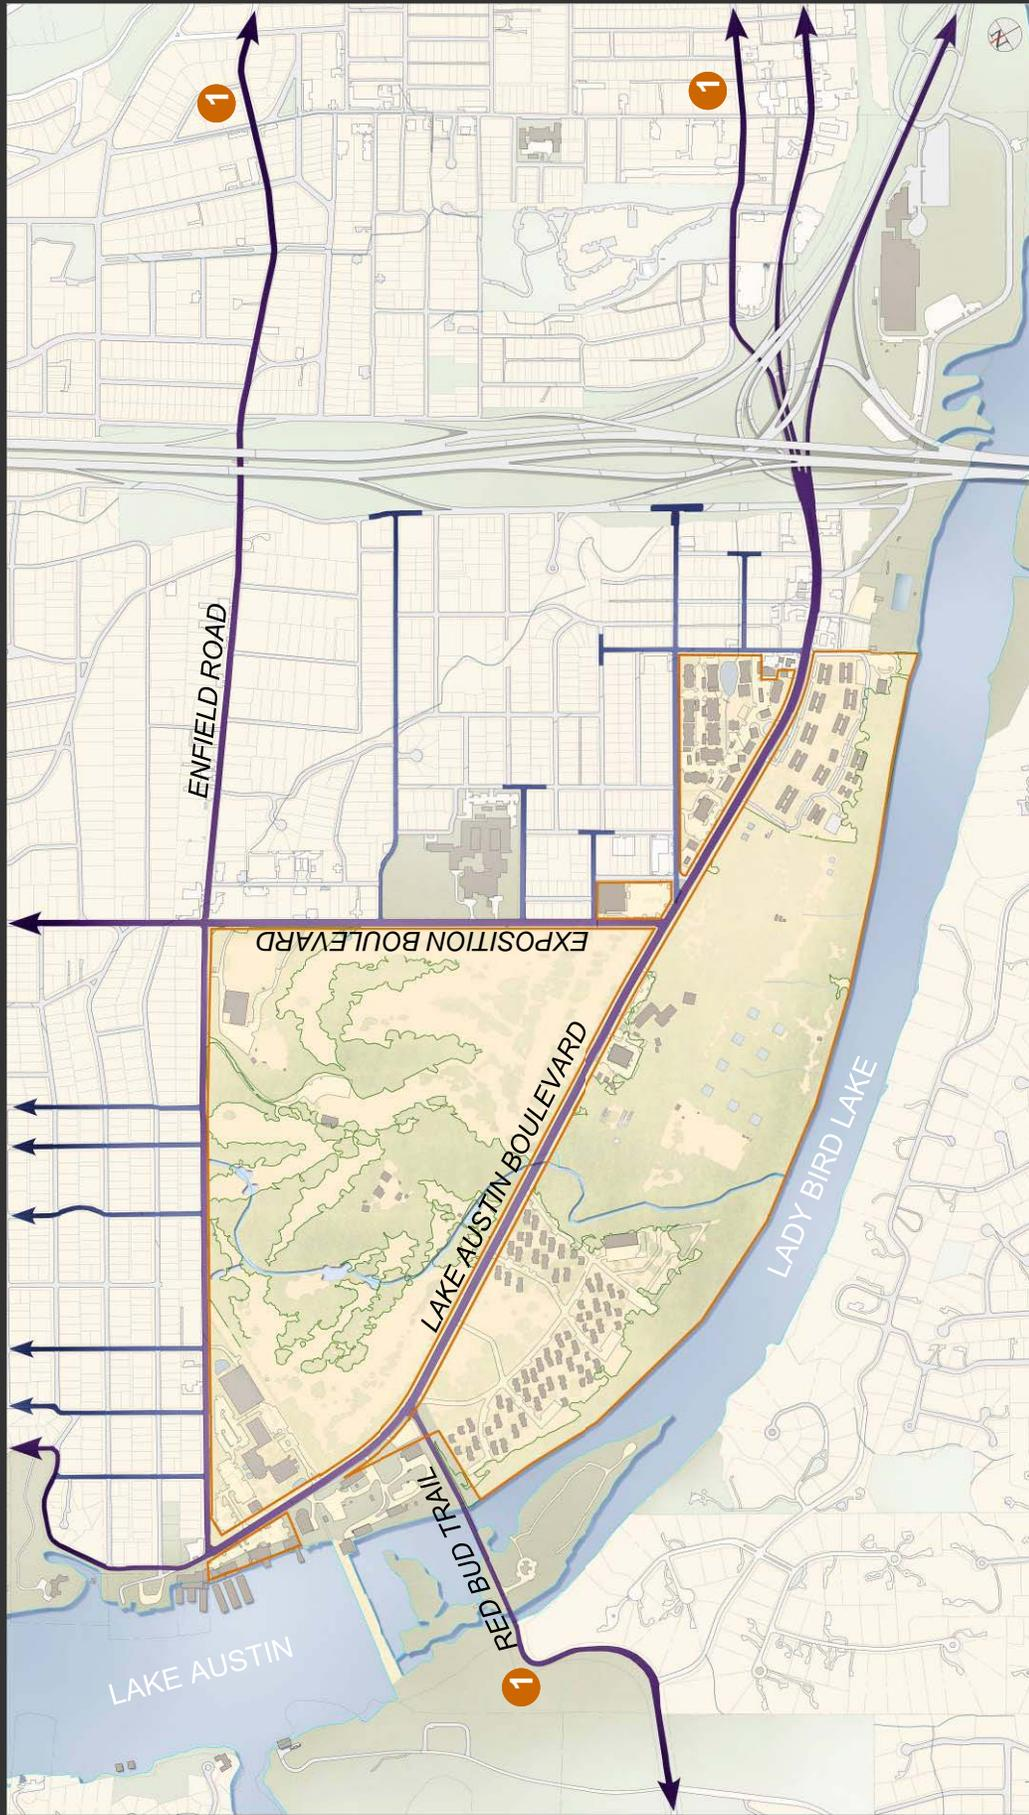 1
1
N
ENFIELD ROAD
EXPOSITION BOULEVARD
LAKE AUSTIN BOULEVARD
LADY BIRD LAKE
RED BUD TRAIL
LAKE AUSTIN
1